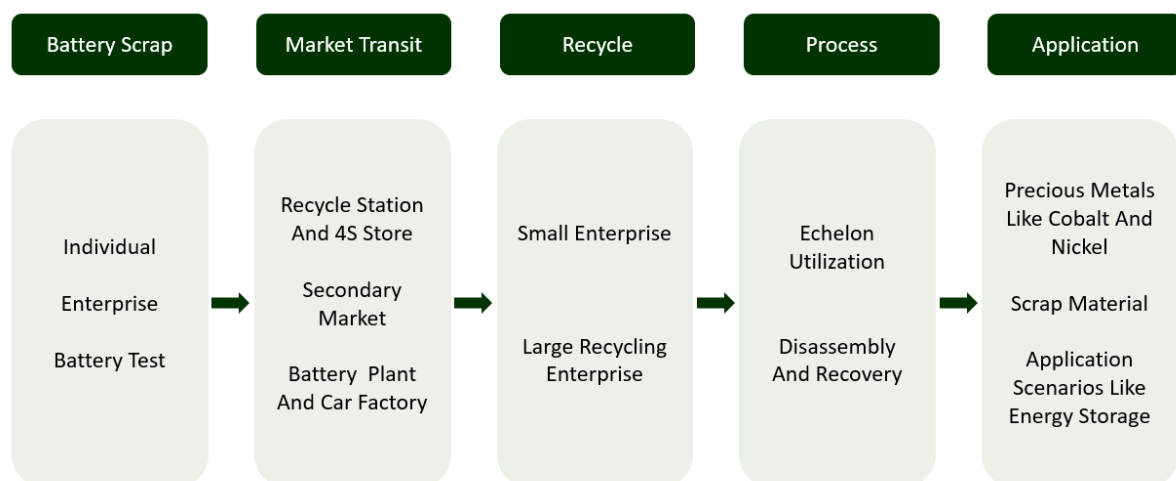 Battery Scrap
Market Transit
Recycle
Process
Application
Individual
Enterprise
Battery Test
Recycle Station
And 4S Store
Secondary
Market
Battery  Plant
And Car Factory
Small Enterprise
Large Recycling
Enterprise
Echelon
Utilization
Disassembly
And Recovery
Precious Metals
Like Cobalt And
Nickel
Scrap Material
Application
Scenarios Like
Energy Storage